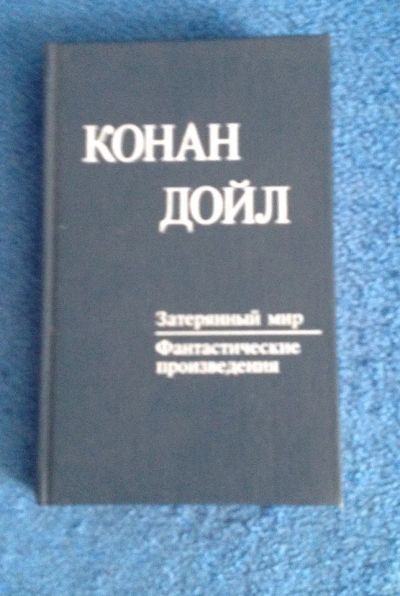 КОНАН
ДОЙЛ
Затерянный мир
Фантастические
произведения